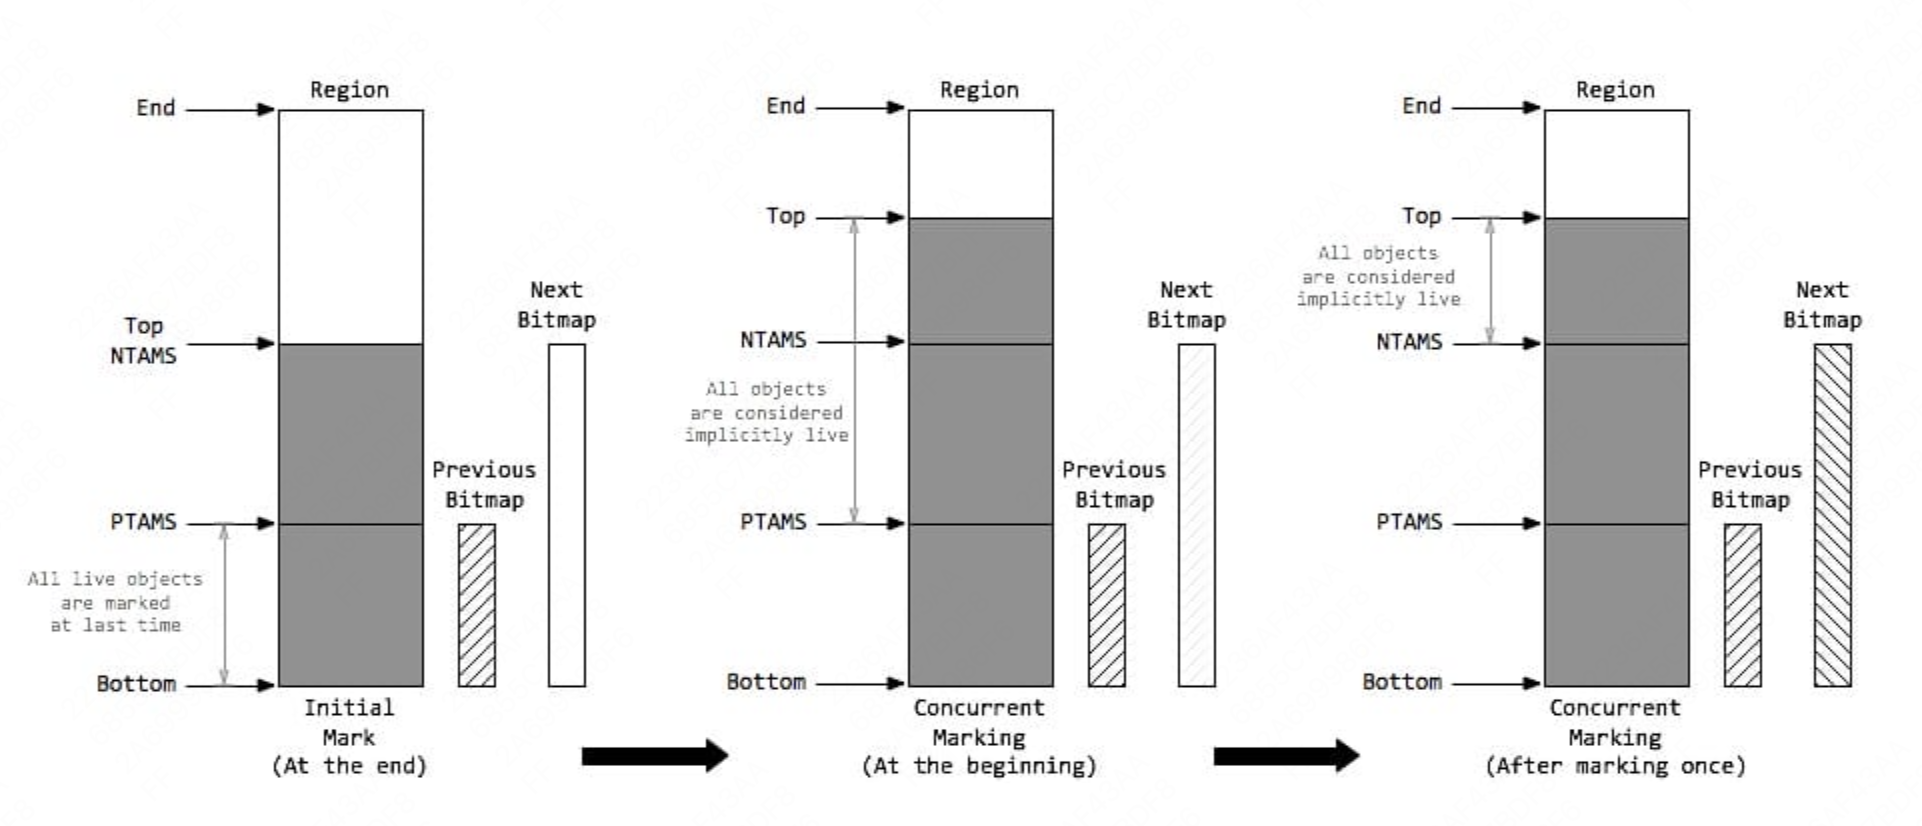 Region
End
Top
NTAMS
PTAMS
All live objects
are marked
at last time
Bottom
Previous
Bitmap
Next
Bitmap
Initial
Mark
(At the end)
Region
End
Top
NTAMS
All objects
are considered
implicitly live
PTAMS
Bottom
Previous
Bitmap
Next
Bitmap
Concurrent
Marking
(At the beginning)
Region
End
Top
All objects
are considered
implicitly live
NTAMS
PTAMS
Bottom
Previous
Bitmap
Next
Bitmap
Concurrent
Marking
(After marking once)